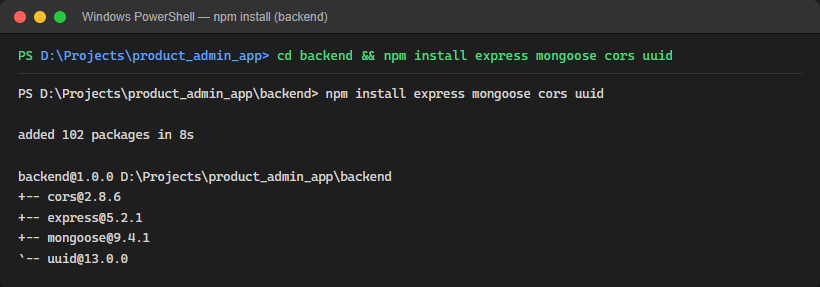 Windows PowerShell — npm install (backend)
PS D:\Projects\product_admin_app> cd backend && npm install express mongoose cors uuid
PS D:\Projects\product_admin_app\backend> npm install express mongoose cors uuid
added 102 packages in 8s
backend@1.0.0 D:\Projects\product_admin_app\backend
+-- cors@2.8.6
+-- express@5.2.1
+-- mongoose@9.4.1
`-- uuid@13.0.0